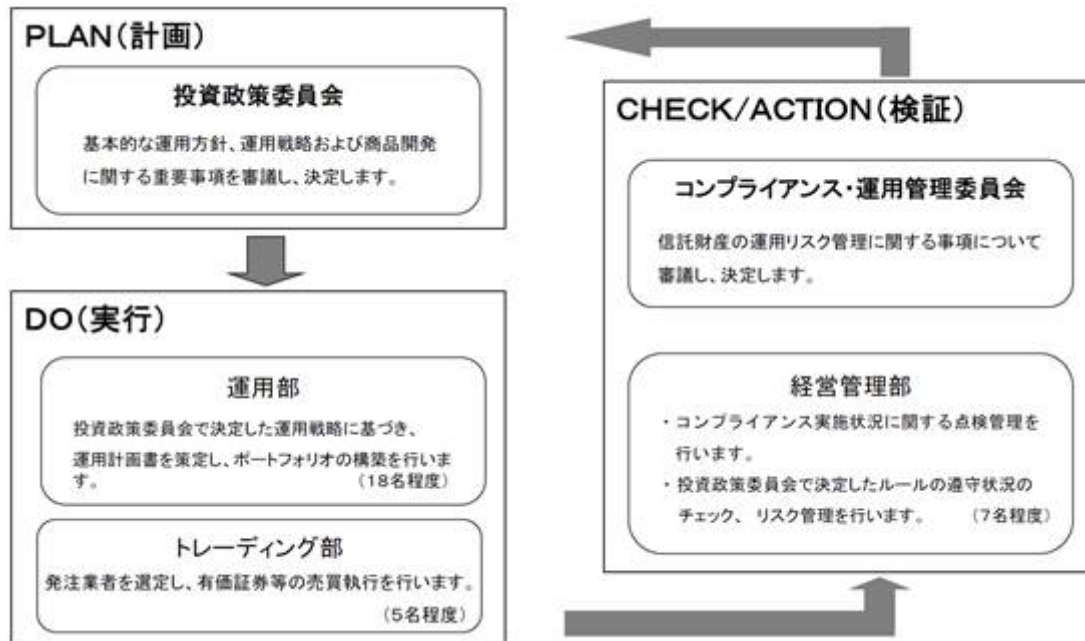 PLAN(計画)
投資政策委員会
基本的な運用方針、運用戦略および商品開発
に関する重要事項を審議し、決定します。
DO(実行)
運用部
投資政策委員会で決定した運用戦略に基づき、
運用計画書を策定し、ポートフォリオの構築を行いま
す。 (18名程度)
トレーディング部
発注業者を選定し、有価証券等の売買執行を行います。
(5名程度)
CHECK/ACTION(検証)
コンプライアンス・運用管理委員会
信託財産の運用リスク管理に関する事項について
審議し、決定します。
経営管理部
・コンプライアンス実施状況に関する点検管理を
行います。
・投資政策委員会で決定したルールの遵守状況の
チェック、 リスク管理を行います。 (7名程度)